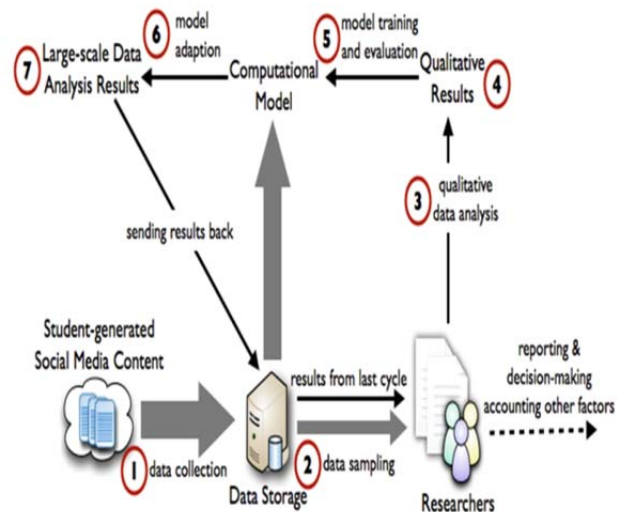 6 model
adaption
5 model training
and evaluation
7 Large-scale Data
Analysis Results
Computational
Model
Qualitative
Results 4
3 qualitative
data analysis
sending results back
Student-generated
Social Media Content
results from last cycle
reporting &
decision-making
accounting other factors
1 data collection
2 data sampling
Data Storage
Researchers